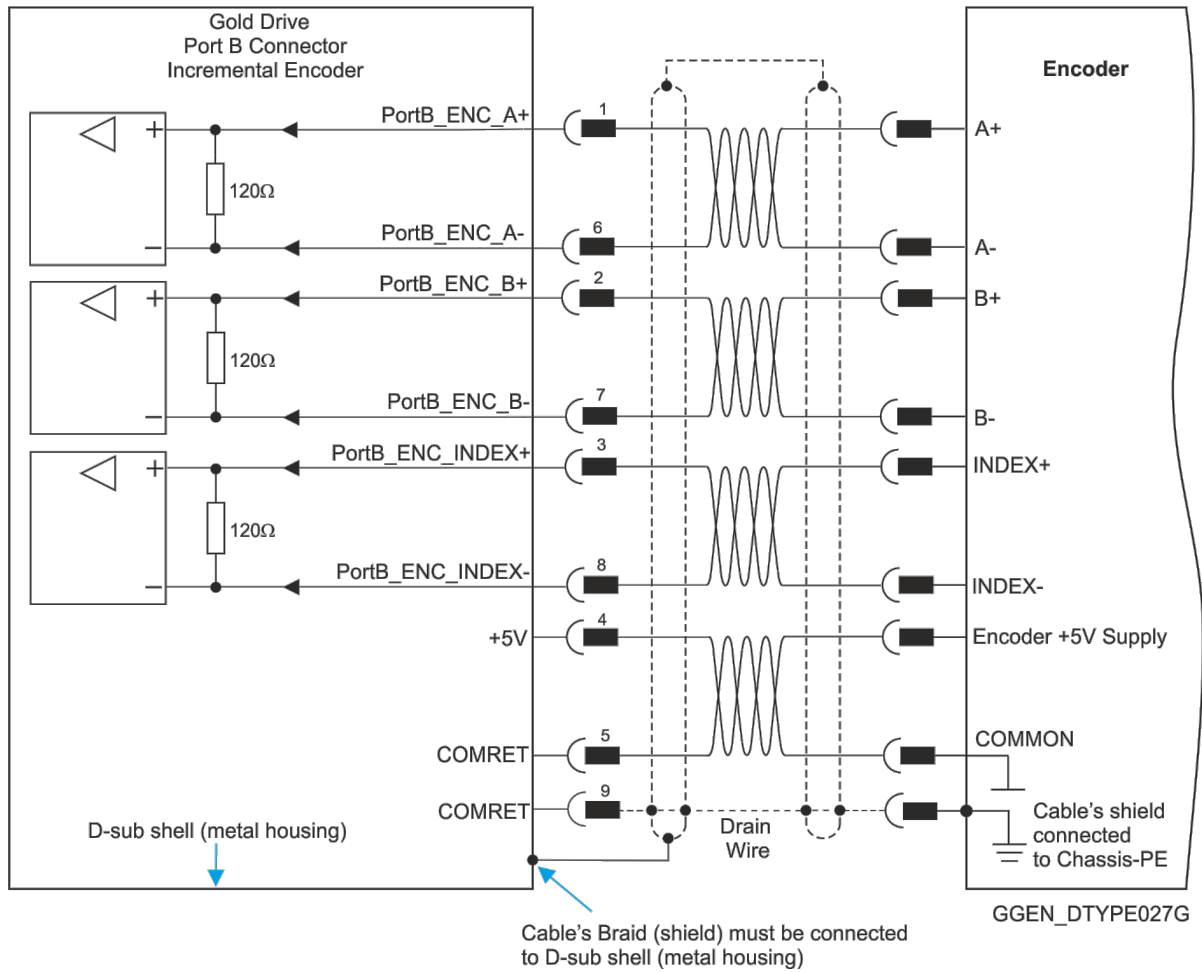 Gold Drive
Port B Connector
Incremental Encoder
Encoder
PortB_ENC_A+
1
A+
+
120Ω
PortB_ENC_A-
6
A-
–
PortB_ENC_B+
2
B+
+
120Ω
PortB_ENC_B-
7
B-
–
PortB_ENC_INDEX+
3
INDEX+
+
120Ω
PortB_ENC_INDEX-
8
INDEX-
–
+5V
4
Encoder +5V Supply
COMRET
5
COMMON
COMRET
9
Drain
Wire
Cable's shield
connected
to Chassis-PE
D-sub shell (metal housing)
GGEN_DTYPE027G
Cable's Braid (shield) must be connected
to D-sub shell (metal housing)